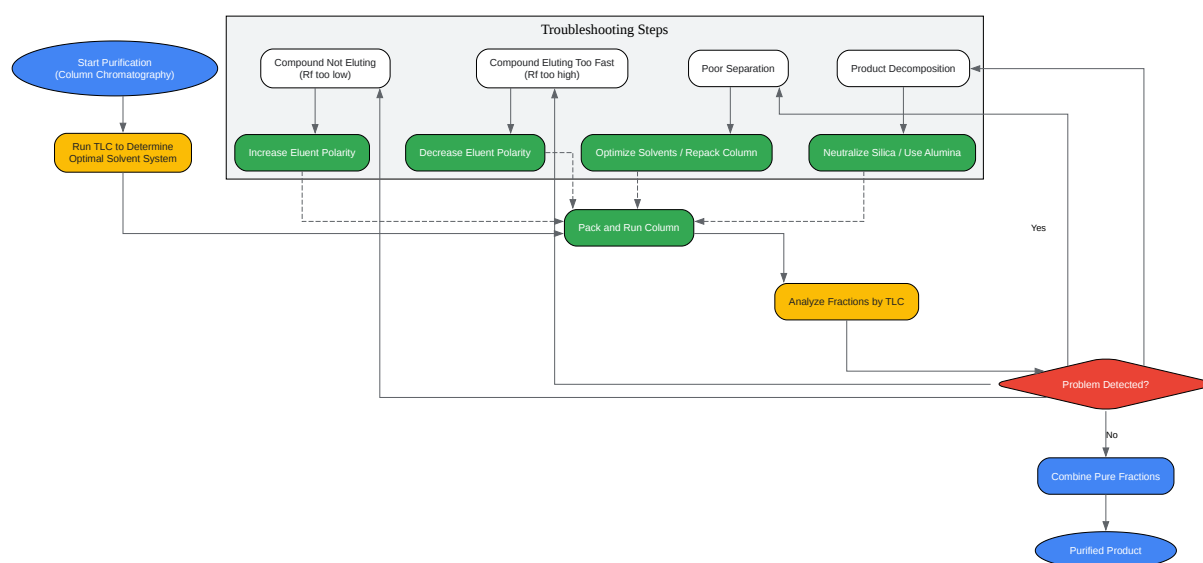 Troubleshooting Steps
Start Purification
(Column Chromatography)
Compound Not Eluting
(Rf too low)
Compound Eluting Too Fast
(Rf too high)
Poor Separation
Product Decomposition
Run TLC to Determine
Optimal Solvent System
Increase Eluent Polarity
Decrease Eluent Polarity
Optimize Solvents / Repack Column
Neutralize Silica / Use Alumina
Pack and Run Column
Yes
Analyze Fractions by TLC
Problem Detected?
No
Combine Pure Fractions
Purified Product